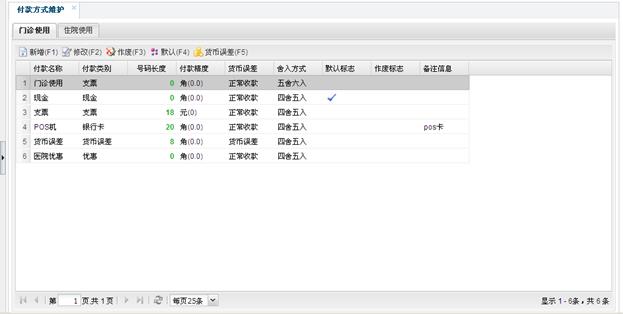 付款方式维护
门诊使用 住院使用
新增(F1) 修改(F2) 作废(F3) 默认(F4) 货币误差(F5)
付款名称 付款类别 号码长度 付款精度 货币误差 舍入方式 默认标志 作废标志 备注信息
1 门诊使用 支票 0 角(0.0) 正常收款 五舍六入
2 现金 现金 0 角(0.0) 正常收款 四舍五入
3 支票 支票 18 元(0) 正常收款 四舍五入
4 POS机 银行卡 20 角(0.0) 正常收款 四舍五入 pos卡
5 货币误差 货币误差 8 角(0.0) 正常收款 四舍五入
6 医院优惠 优惠 0 角(0.0) 正常收款 四舍五入
第 1 页,共 1 页 每页25条 显示 1 - 6条，共 6 条